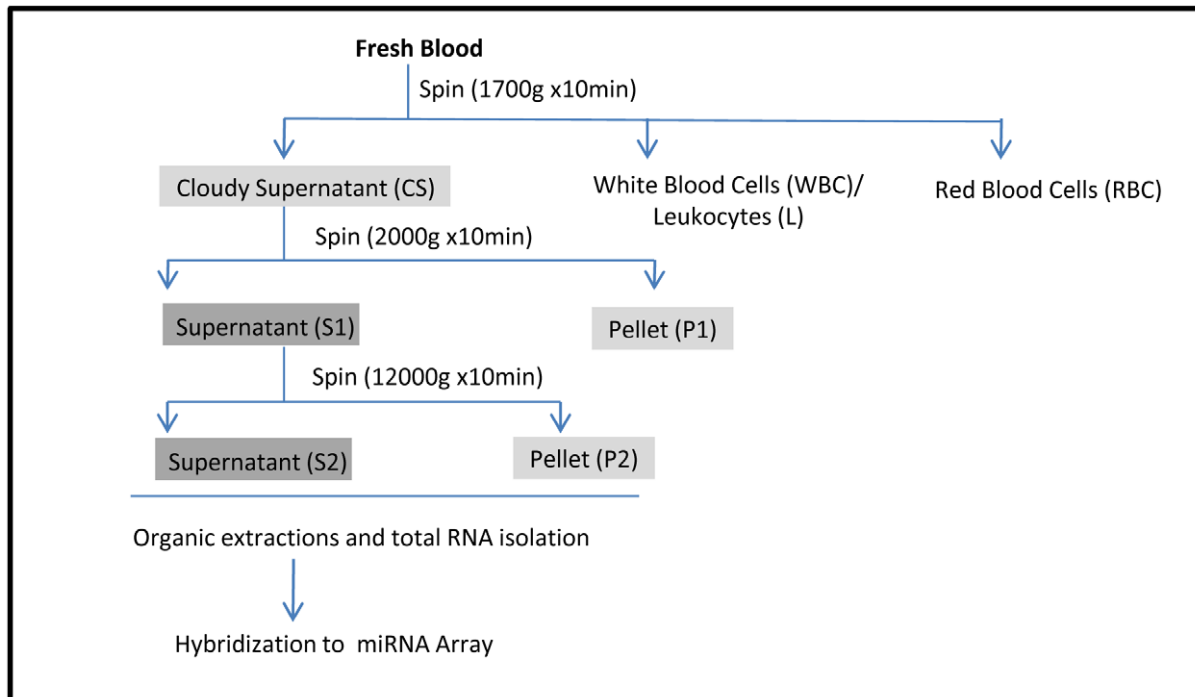 Fresh Blood
Spin (1700g x10min)
Cloudy Supernatant (CS)
White Blood Cells (WBC)/
Leukocytes (L)
Red Blood Cells (RBC)
Spin (2000g x10min)
Supernatant (S1)
Pellet (P1)
Spin (12000g x10min)
Supernatant (S2)
Pellet (P2)
Organic extractions and total RNA isolation
Hybridization to miRNA Array